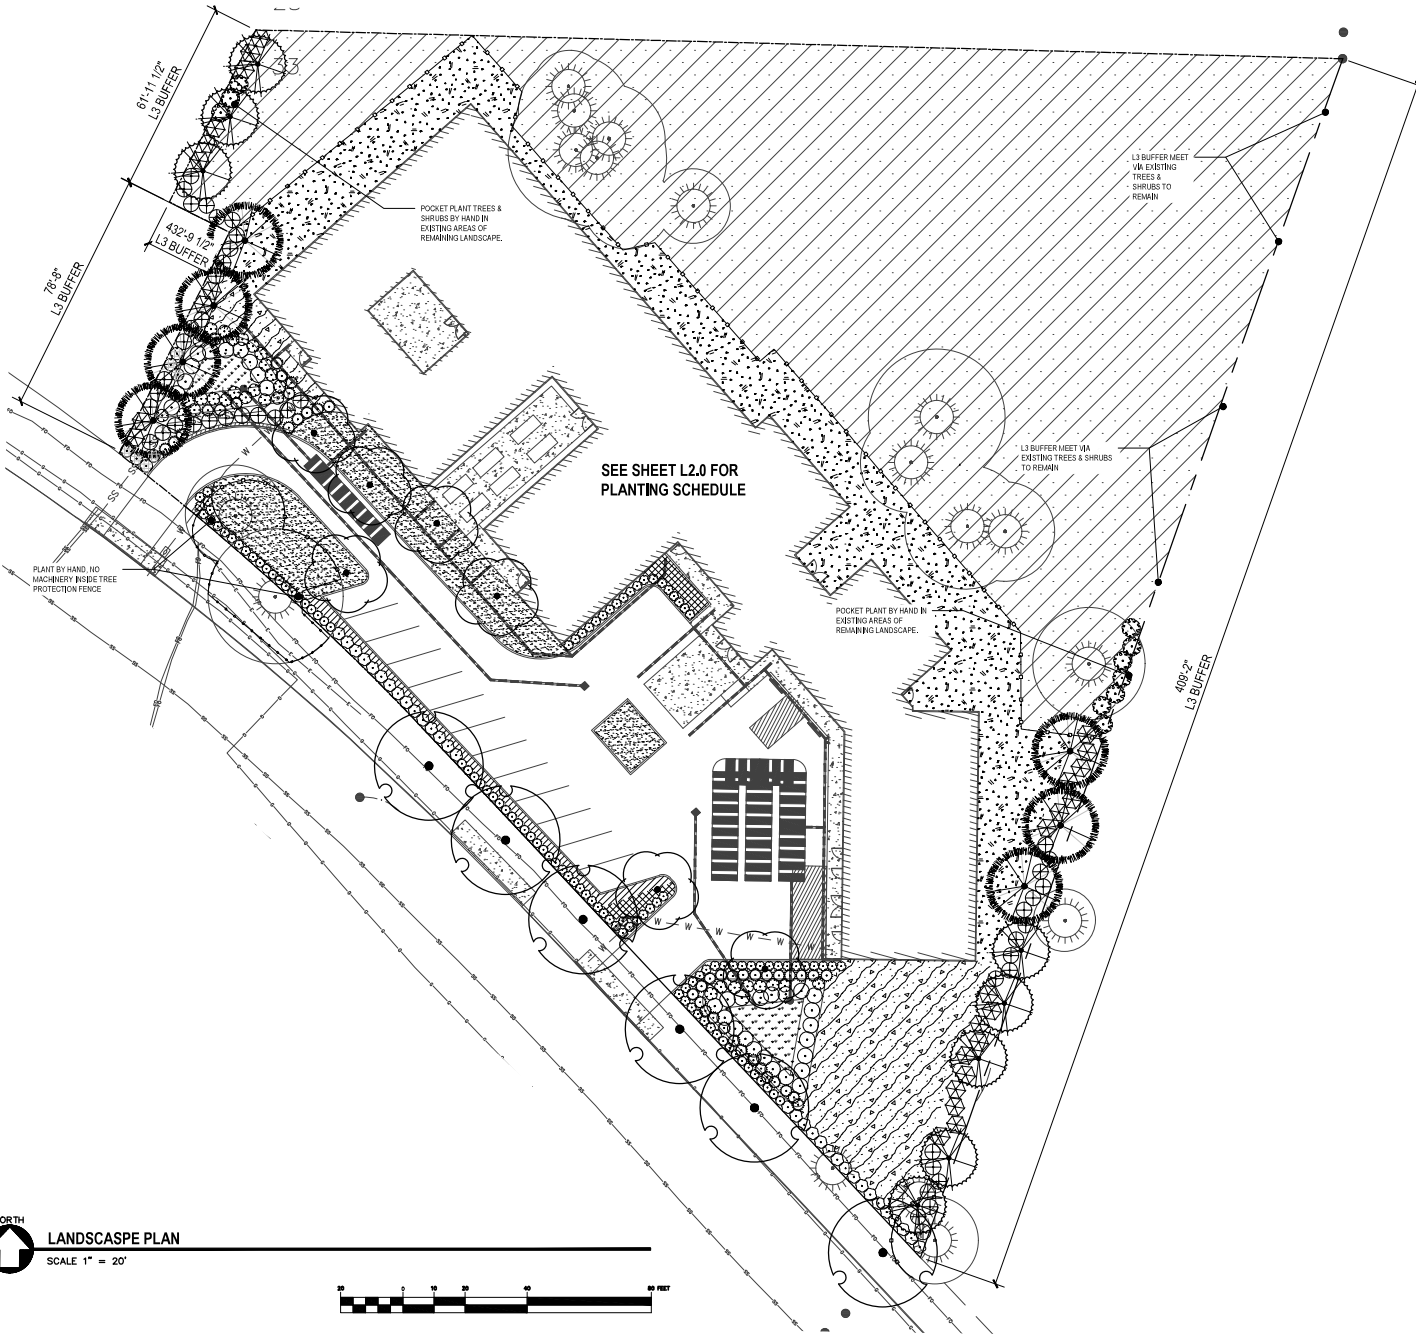 61'-11 1/2"
L3 BUFFER
33
432'-9 1/2"
L3 BUFFER
78'-8"
L3 BUFFER
POCKET PLANT TREES &
SHRUBS BY HAND IN
EXISTING AREAS OF
REMAINING LANDSCAPE.
L3 BUFFER MEET
VIA EXISTING
TREES &
SHRUBS TO
REMAIN
L3 BUFFER MEET VIA
EXISTING TREES & SHRUBS
TO REMAIN
SEE SHEET L2.0 FOR
PLANTING SCHEDULE
PLANT BY HAND, NO
MACHINERY INSIDE TREE
PROTECTION FENCE
POCKET PLANT BY HAND IN
EXISTING AREAS OF
REMAINING LANDSCAPE.
409'-2"
L3 BUFFER
W
SS
SS
W W W W W
ORTH
LANDSCASPE PLAN
SCALE 1" = 20'
20 0 10 20 40 80 FEET